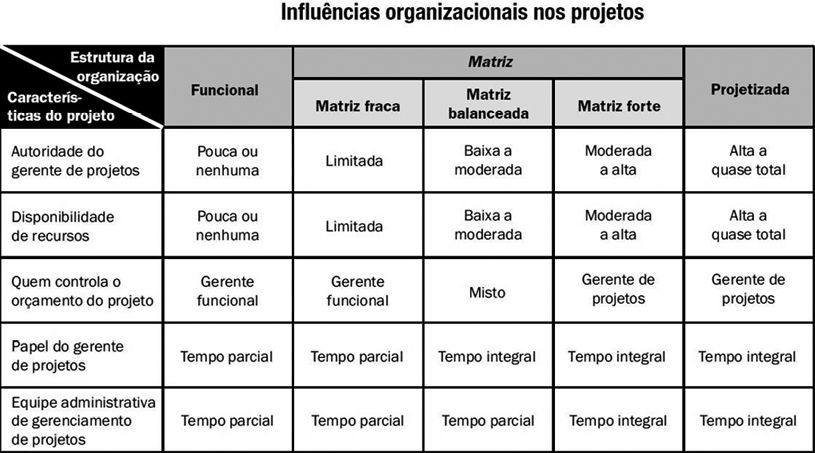 Influências organizacionais nos projetos
Estrutura da
organização
Caracterís-
ticas do projeto
Funcional
Matriz
Matriz fraca
Matriz
balanceada
Matriz forte
Projetizada
Autoridade do
gerente de projetos
Pouca ou
nenhuma
Limitada
Baixa a
moderada
Moderada
a alta
Alta a
quase total
Disponibilidade
de recursos
Pouca ou
nenhuma
Limitada
Baixa a
moderada
Moderada
a alta
Alta a
quase total
Quem controla o
orçamento do projeto
Gerente
funcional
Gerente
funcional
Misto
Gerente de
projetos
Gerente de
projetos
Papel do gerente
de projetos
Tempo parcial
Tempo parcial
Tempo integral
Tempo integral
Tempo integral
Equipe administrativa
de gerenciamento
de projetos
Tempo parcial
Tempo parcial
Tempo parcial
Tempo integral
Tempo integral